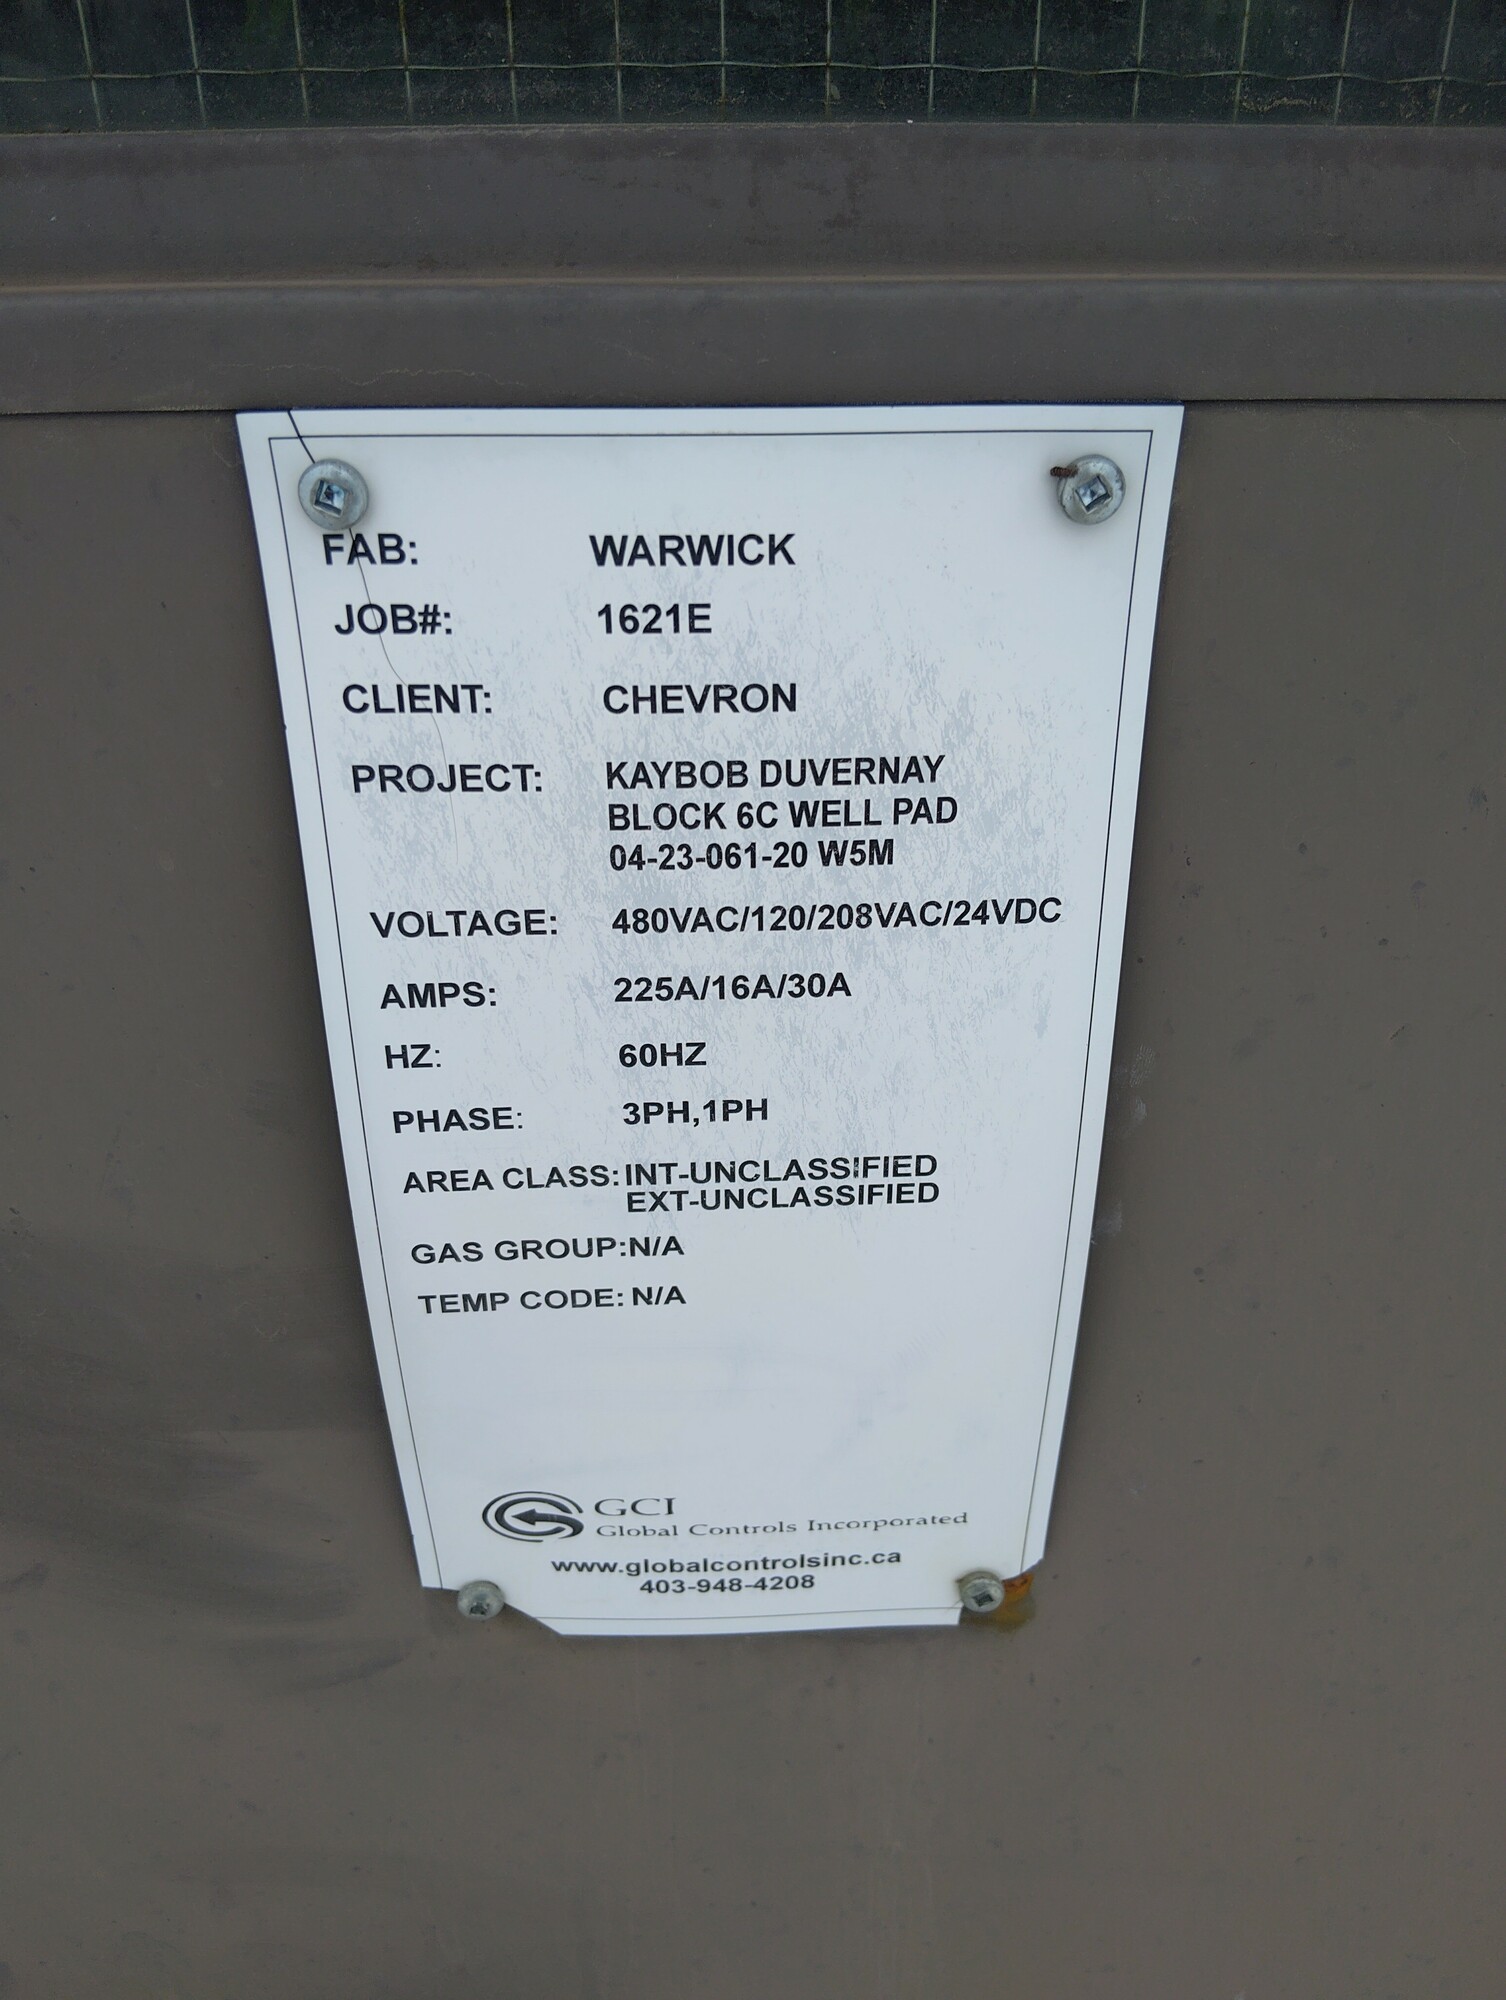 FAB: WARWICK
JOB#: 1621E
CLIENT: CHEVRON
PROJECT: KAYBOB DUVERNAY
BLOCK 6C WELL PAD
04-23-061-20 W5M
VOLTAGE: 480VAC/120/208VAC/24VDC
AMPS: 225A/16A/30A
HZ: 60HZ
PHASE: 3PH,1PH
AREA CLASS: INT-UNCLASSIFIED
EXT-UNCLASSIFIED
GAS GROUP: N/A
TEMP CODE: N/A
GCI
Global Controls Incorporated
www.globalcontrolsinc.ca
403-948-4208